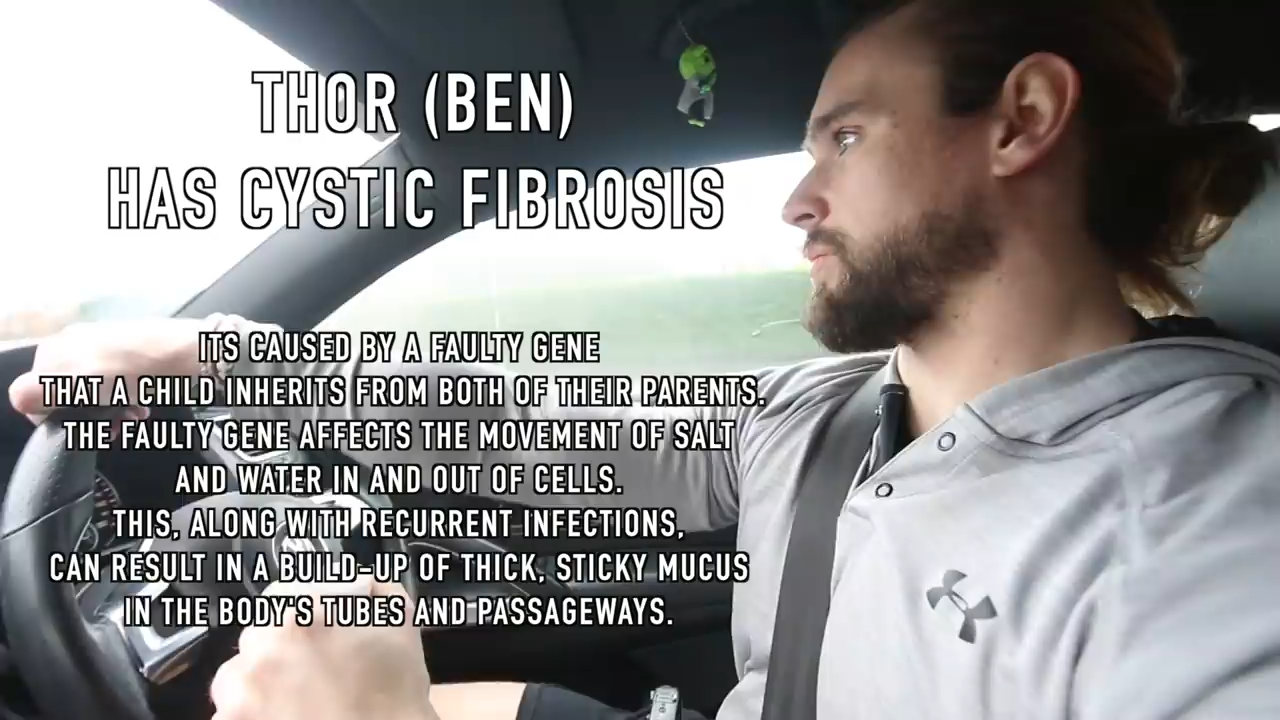 THOR (BEN)
HAS CYSTIC FIBROSIS
ITS CAUSED BY A FAULTY GENE
THAT A CHILD INHERITS FROM BOTH OF THEIR PARENTS.
THE FAULTY GENE AFFECTS THE MOVEMENT OF SALT
AND WATER IN AND OUT OF CELLS.
THIS, ALONG WITH RECURRENT INFECTIONS,
CAN RESULT IN A BUILD-UP OF THICK, STICKY MUCUS
IN THE BODY'S TUBES AND PASSAGEWAYS.